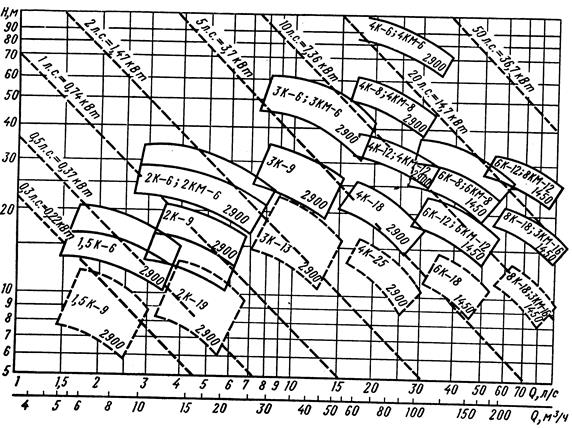 H,м
90
80
70
60
50
40
30
20
10
9
8
7
6
5
2 л.с.=1,47 кВт
5 л.с.=3,7 кВт
10 л.с.=7,36 кВт
50 л.с.=36,7 кВт
20 л.с.=14,7 кВт
1 л.с.=0,74 кВт
0,5 л.с.=0,37 кВт
0,3 л.с.=0,22 кВт
4К-6; 4КМ-6
2900
3К-6; 3КМ-6
2900
4К-8; 4КМ-8
2900
4К-12; 4КМ-12
2900
6К-8; 6КМ-8
1450
6К-12; 8КМ-12
1450
3К-9
2900
2К-6; 2КМ-6
2900
4К-18
2900
6К-12; 6КМ-12
1450
8К-18; 3КМ-18
1450
2К-9
2900
1,5К-6
2900
3К-13
2900
4К-25
2900
6К-18
1450
1450
1,5К-9
2900
2К-19
2900
1 1,5 2 3 4 5 6 7 8 9 10 15 20 30 40 50 60 70 Q, л/с
4 5 6 8 10 15 20 30 40 50 60 80 100 150 200 Q, м³/ч